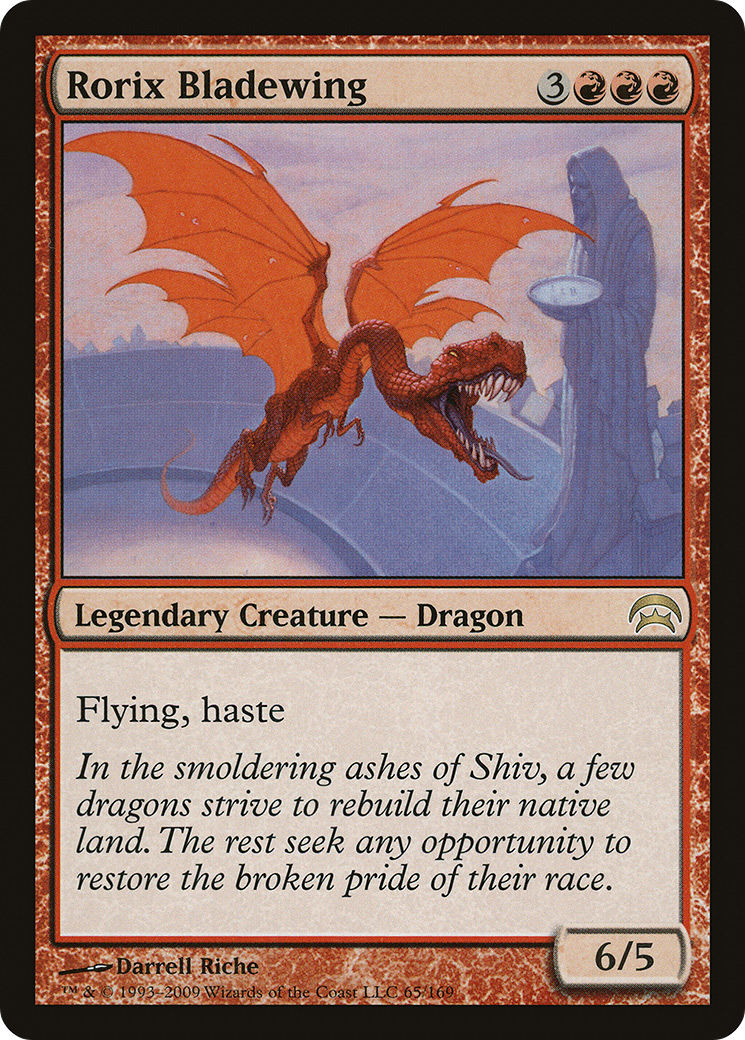 Rorix Bladewing 3
Legendary Creature — Dragon
Flying, haste
In the smoldering ashes of Shiv, a few
dragons strive to rebuild their native
land. The rest seek any opportunity to
restore the broken pride of their race.
6/5
Darrell Riche
™ & © 1993–2009 Wizards of the Coast LLC 65/169